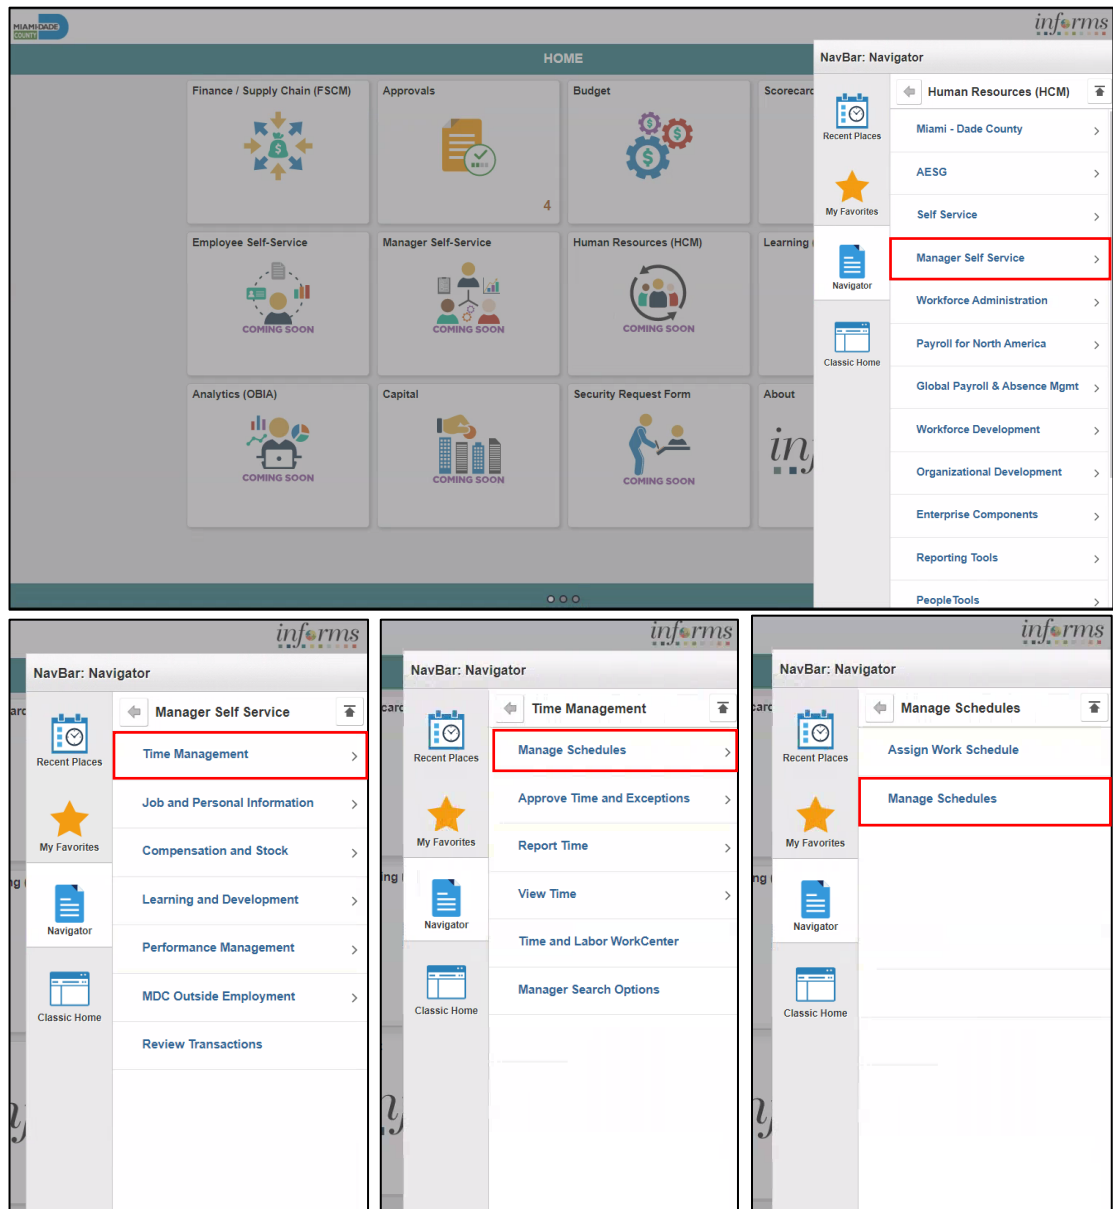 MIAMI-DADE
COUNTY
informs
HOME
NavBar: Navigator
Finance / Supply Chain (FSCM)
Approvals
4
Budget
Scorecard
Employee Self-Service
COMING SOON
Manager Self-Service
COMING SOON
Human Resources (HCM)
COMING SOON
Learning
Analytics (OBIA)
COMING SOON
Capital
COMING SOON
Security Request Form
COMING SOON
About
Recent Places
My Favorites
Navigator
Classic Home
Human Resources (HCM)
Miami - Dade County
AESG
Self Service
Manager Self Service
Workforce Administration
Payroll for North America
Global Payroll & Absence Mgmt
Workforce Development
Organizational Development
Enterprise Components
Reporting Tools
PeopleTools
informs
NavBar: Navigator
Recent Places
My Favorites
Navigator
Classic Home
Manager Self Service
Time Management
Job and Personal Information
Compensation and Stock
Learning and Development
Performance Management
MDC Outside Employment
Review Transactions
informs
NavBar: Navigator
Recent Places
My Favorites
Navigator
Classic Home
Time Management
Manage Schedules
Approve Time and Exceptions
Report Time
View Time
Time and Labor WorkCenter
Manager Search Options
informs
NavBar: Navigator
Recent Places
My Favorites
Navigator
Classic Home
Manage Schedules
Assign Work Schedule
Manage Schedules